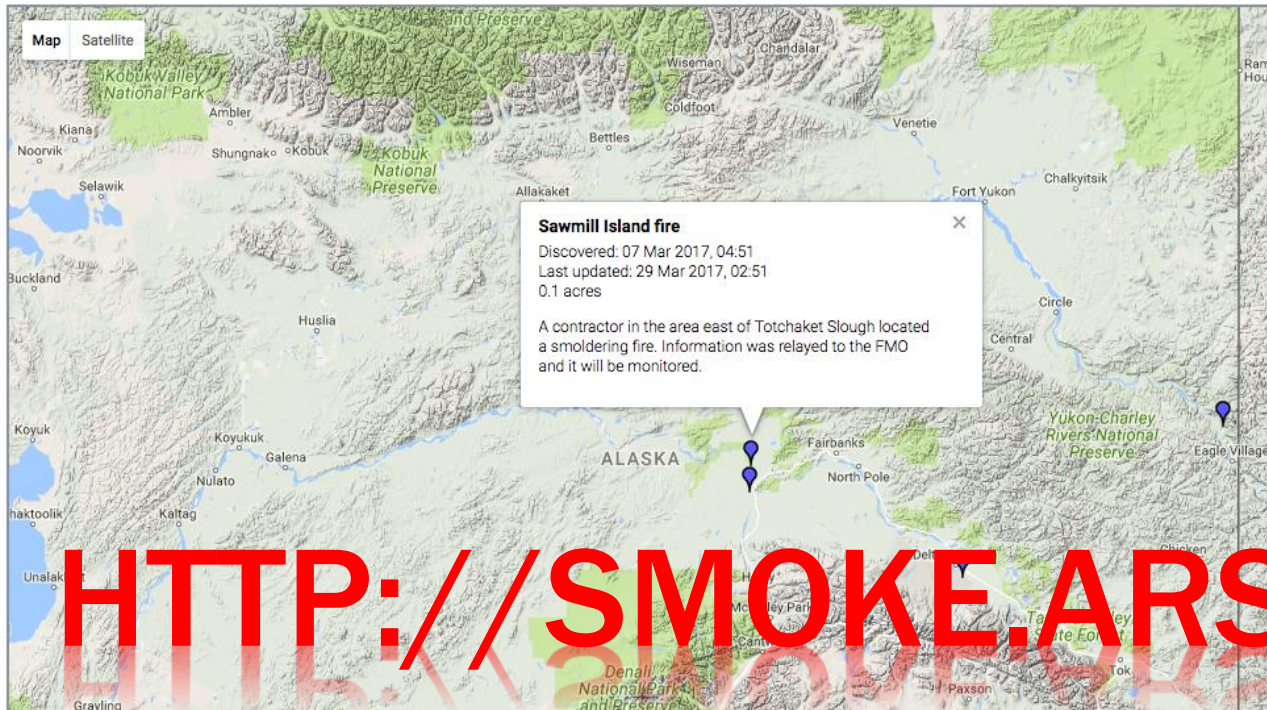 and Preserve
Map Satellite
Chandalar
Wiseman
Kobuk Valley
National Park
Coldfoot
Ambler
Kiana
Bettles
Venetie
Noorvik
Shungnak Kobuk
Kobuk
National
Preserve
Selawik
Chalkyitsik
Allakaket
Fort Yukon
Sawmill Island fire
Discovered: 07 Mar 2017, 04:51
Last updated: 29 Mar 2017, 02:51
0.1 acres
A contractor in the area east of Totchaket Slough located
a smoldering fire. Information was relayed to the FMO
and it will be monitored.
Buckland
Huslia
Circle
Central
Koyuk
Koyukuk
Galena
Nulato
ALASKA
Fairbanks
North Pole
Yukon-Charley
Rivers National
Preserve
Eagle Village
haktoolik
Kaltag
Chicken
HTTP://SMOKE.ARS
Denali
National Park
and Preserve
Tok
Paxson
Grayling